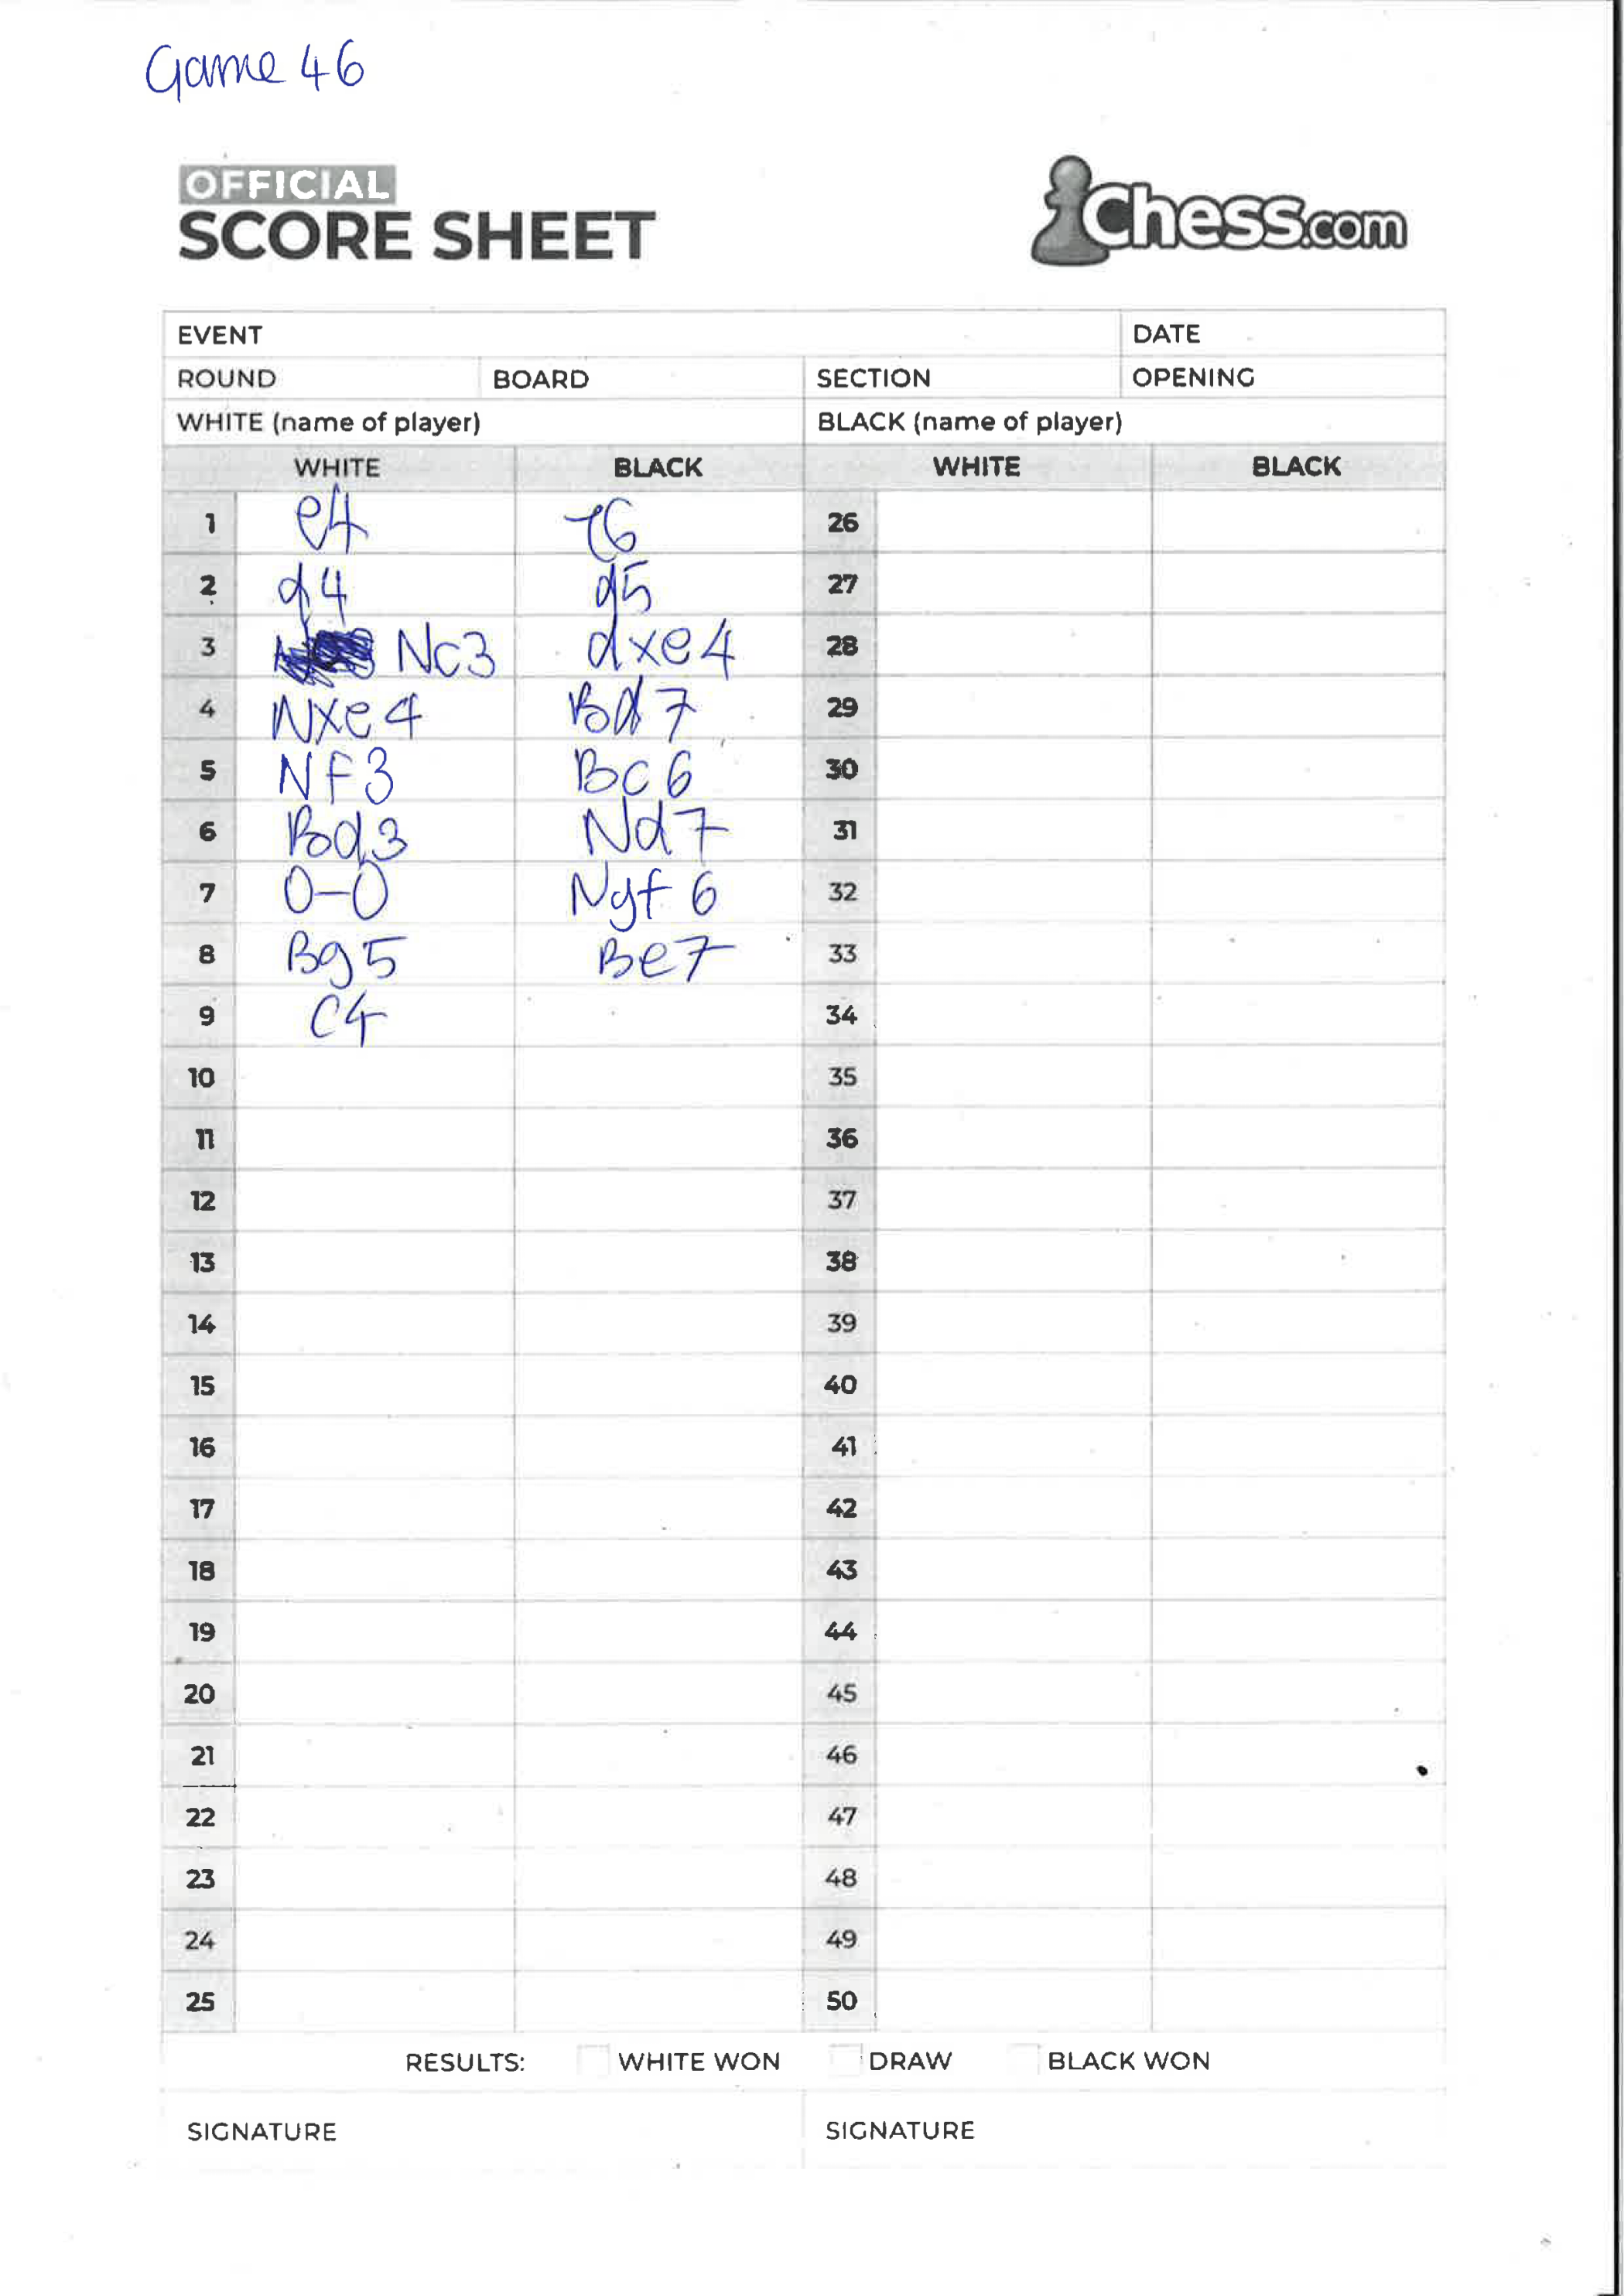 Game 46
OFFICIAL
SCORE SHEET
Chess.com
EVENT DATE
ROUND BOARD SECTION OPENING
WHITE (name of player) BLACK (name of player)
WHITE BLACK WHITE BLACK
1 e4 26
2 d4 d5 27
3 Nc3 dxe4 28
4 Nxe4 Bd7 29
5 NF3 Bc6 30
6 Bd3 Nd7 31
7 0-0 Ngf6 32
8 Bg5 Be7 33
9 C4 34
10 35
11 36
12 37
13 38
14 39
15 40
16 41
17 42
18 43
19 44
20 45
21 46
22 47
23 48
24 49
25 50
RESULTS: WHITE WON DRAW BLACK WON
SIGNATURE SIGNATURE